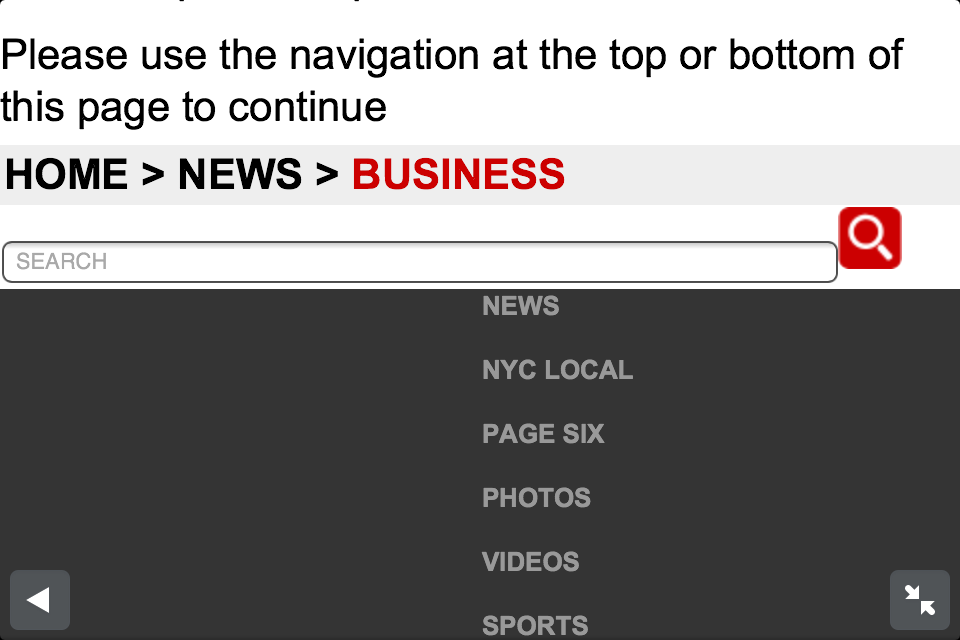 Please use the navigation at the top or bottom of
this page to continue
HOME > NEWS > BUSINESS
SEARCH
NEWS
NYC LOCAL
PAGE SIX
PHOTOS
VIDEOS
SPORTS